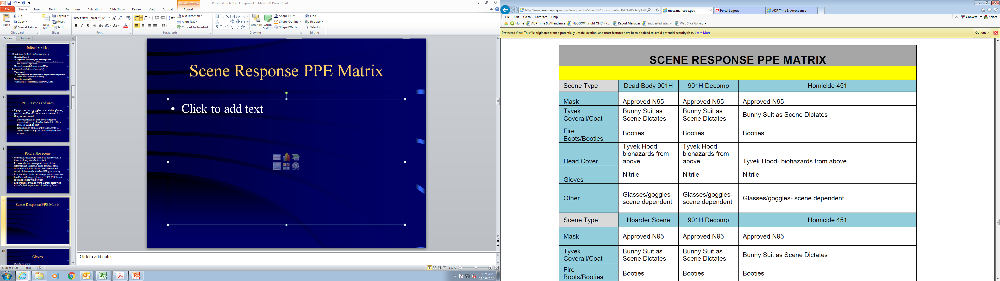 Personal Protective Equipment - Microsoft PowerPoint
Drawing Tools
File Home Insert Design Transitions Animations Slide Show Review View Acrobat Format
Paste
Cut
Copy
Format Painter
Clipboard
New Slide
Layout
Reset
Section
Slides
Times New Roman 32
B I U S abc AV Aa A
Font
Text Direction
Align Text
Convert to SmartArt
Paragraph
Arrange
Quick Styles
Shape Fill
Shape Outline
Shape Effects
Drawing
Find
Replace
Select
Editing
Slides Outline
6
Infection risks
• Bloodborne (splash or sharps injuries)
– Hepatitis B and C
– Human immunodeficiency virus (HIV)
• Airborne (inhalation of aerosols)
– Tuberculosis
– Bacterial meningitis
– Viral diseases (encephalitis, hantavirus, SARS)
7
PPE Types and uses
• Eye protection (goggles or shields), gloves,
gowns, and head/foot covers are used for
the prevention of:
– Personal infection or injury arising from
contamination by blood or body fluid of hair,
eyes, clothing, or skin
– Transmission of these infectious agents to
others in the workplace by the contaminated
worker
8
PPE at the scene
• Universal Precautions should be observed at all
times with any decedent contact
• In cases without decomposition or obvious
external fluid leakage, a damp towel or other
covering should be placed over the nose and
mouth of the decedent before lifting or turning
• In traumatized or decomposing cases with obvious
fluid/blood leakage, gloves, a HEPA (N95) mask,
and shoe covers will be worn
• Eye protection will be worn in those cases with
risk of splash exposure to blood/body fluids
9
Scene Response PPE Matrix
10
Gloves
• Should be worn:
Scene Response PPE Matrix
• Click to add text
Click to add notes
Slide 9 of 28 "Pulse" 111%
11:26 AM
11/30/2015
http://moss.maricopa.gov/dept/ome/Safety/Shared%20Documents/OME%20Safety%20
moss.maricopa.gov
Portal Logout
ADP Time & Attendance
File Edit Go to Favorites Help
x Convert Select
Home ADP Time & Attendance NEOGOV Insight OHC - R... Report Manager Suggested Sites Web Slice Gallery
Protected View: This file originated from a potentially unsafe location, and most features have been disabled to avoid potential security risks. Learn More.
Options
SCENE RESPONSE PPE MATRIX
Scene Type Dead Body 901H 901H Decomp Homicide 451
Mask Approved N95 Approved N95 Approved N95
Tyvek Coverall/Coat Bunny Suit as Scene Dictates Bunny Suit as Scene Dictates Bunny Suit as Scene Dictates
Fire Boots/Booties Booties Booties Booties
Head Cover Tyvek Hood- biohazards from above Tyvek Hood- biohazards from above Tyvek Hood- biohazards from above
Gloves Nitrile Nitrile Nitrile
Other Glasses/goggles- scene dependent Glasses/goggles- scene dependent Glasses/goggles- scene dependent
Scene Type Hoarder Scene 901H Decomp Homicide 451
Mask Approved N95 Approved N95 Approved N95
Tyvek Coverall/Coat Bunny Suit as Scene Dictates Bunny Suit as Scene Dictates Bunny Suit as Scene Dictates
Fire Boots/Booties Booties Booties Booties